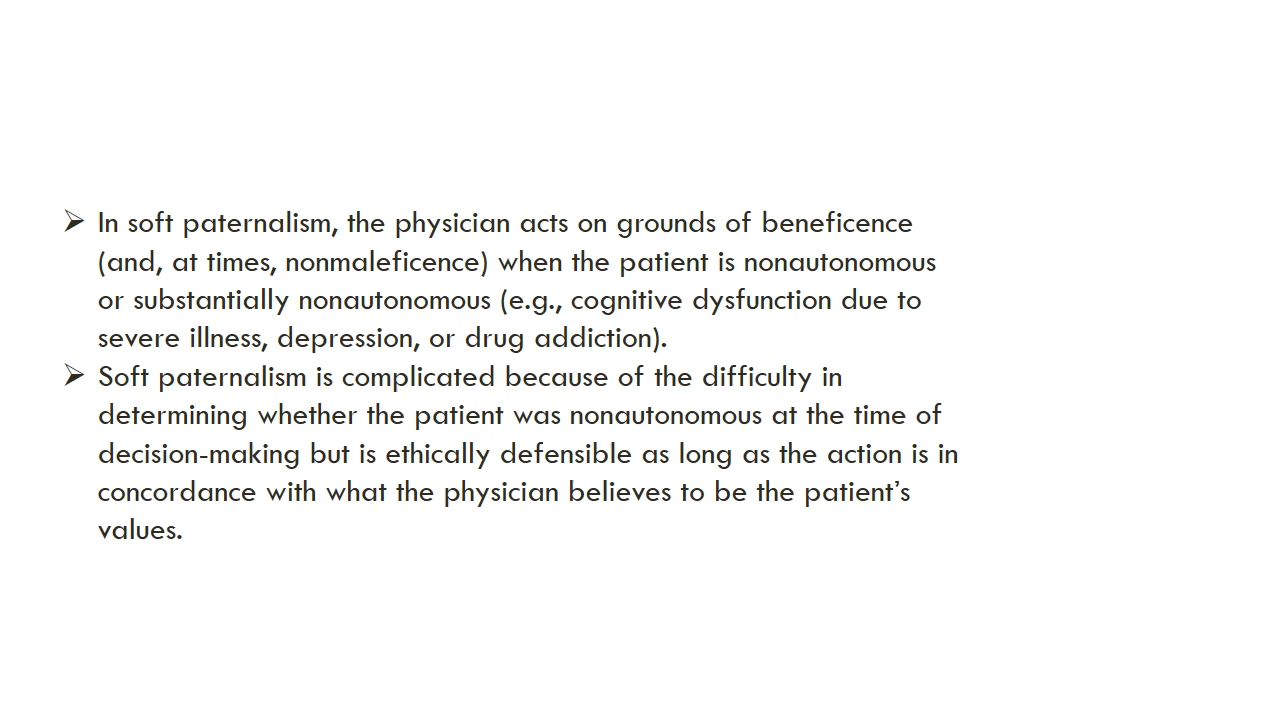 ➢ In soft paternalism, the physician acts on grounds of beneficence
(and, at times, nonmaleficence) when the patient is nonautonomous
or substantially nonautonomous (e.g., cognitive dysfunction due to
severe illness, depression, or drug addiction).
➢ Soft paternalism is complicated because of the difficulty in
determining whether the patient was nonautonomous at the time of
decision-making but is ethically defensible as long as the action is in
concordance with what the physician believes to be the patient’s
values.